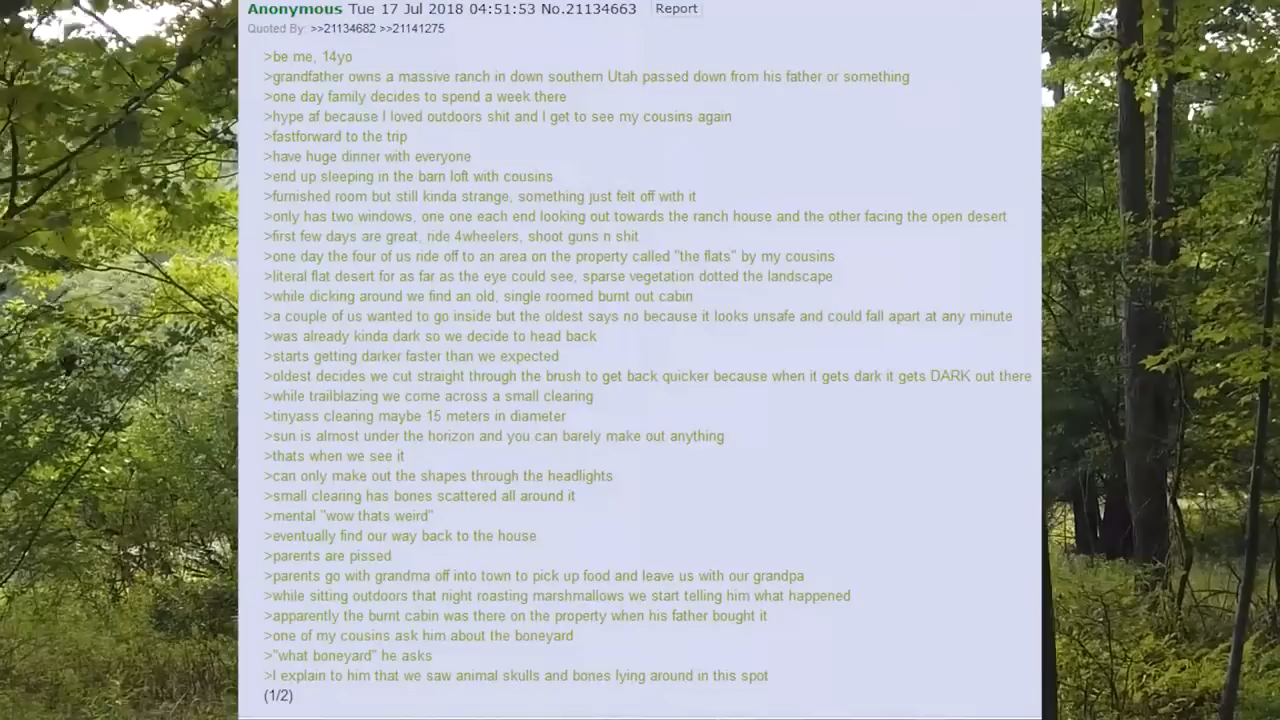 Anonymous Tue 17 Jul 2018 04:51:53 No.21134663 Report
Quoted By: >>21134682 >>21141275
>be me, 14yo
>grandfather owns a massive ranch in down southern Utah passed down from his father or something
>one day family decides to spend a week there
>hype af because I loved outdoors shit and I get to see my cousins again
>fastforward to the trip
>have huge dinner with everyone
>end up sleeping in the barn loft with cousins
>furnished room but still kinda strange, something just felt off with it
>only has two windows, one one each end looking out towards the ranch house and the other facing the open desert
>first few days are great, ride 4wheelers, shoot guns n shit
>one day the four of us ride off to an area on the property called "the flats" by my cousins
>literal flat desert for as far as the eye could see, sparse vegetation dotted the landscape
>while dicking around we find an old, single roomed burnt out cabin
>a couple of us wanted to go inside but the oldest says no because it looks unsafe and could fall apart at any minute
>was already kinda dark so we decide to head back
>starts getting darker faster than we expected
>oldest decides we cut straight through the brush to get back quicker because when it gets dark it gets DARK out there
>while trailblazing we come across a small clearing
>tinyass clearing maybe 15 meters in diameter
>sun is almost under the horizon and you can barely make out anything
>thats when we see it
>can only make out the shapes through the headlights
>small clearing has bones scattered all around it
>mental "wow thats weird"
>eventually find our way back to the house
>parents are pissed
>parents go with grandma off into town to pick up food and leave us with our grandpa
>while sitting outdoors that night roasting marshmallows we start telling him what happened
>apparently the burnt cabin was there on the property when his father bought it
>one of my cousins ask him about the boneyard
>"what boneyard" he asks
>I explain to him that we saw animal skulls and bones lying around in this spot
(1/2)